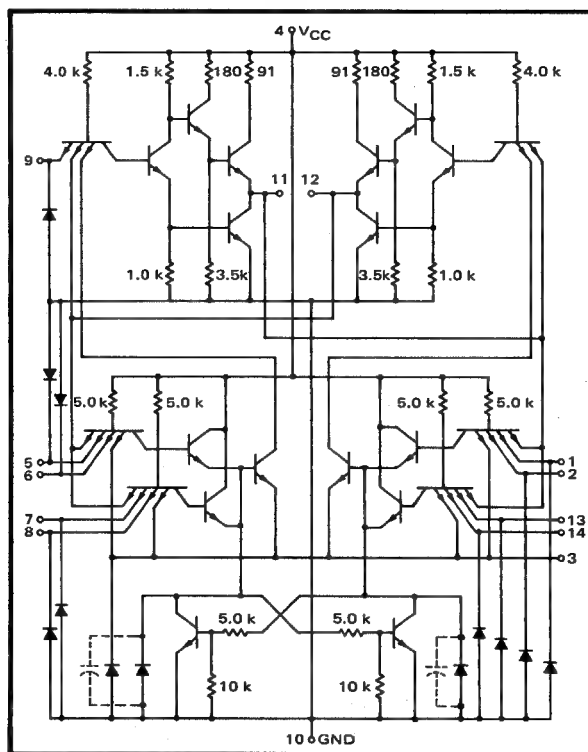 4 VCC
4.0 k 1.5 k 180 91 91 180 1.5 k 4.0 k
9
11 12
1.0 k 3.5k 3.5k 1.0 k
5.0 k 5.0 k 5.0 k 5.0 k
5 1
6 2
7 13
8 14
3
5.0 k 5.0 k
10 k 10 k
10 GND